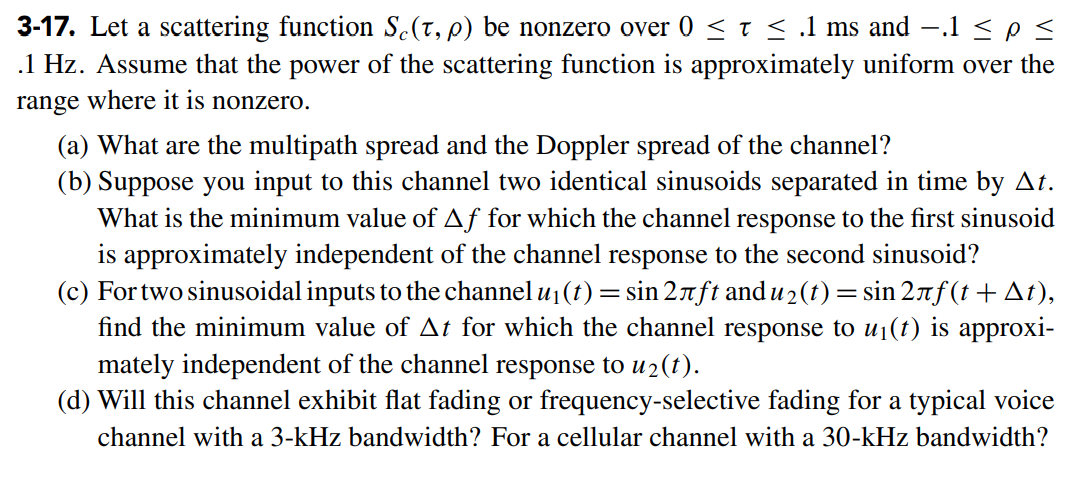 3-17. Let a scattering function Sc(τ, ρ) be nonzero over 0 ≤ τ ≤ .1 ms and −.1 ≤ ρ ≤
.1 Hz. Assume that the power of the scattering function is approximately uniform over the
range where it is nonzero.
(a) What are the multipath spread and the Doppler spread of the channel?
(b) Suppose you input to this channel two identical sinusoids separated in time by Δt.
What is the minimum value of Δf for which the channel response to the first sinusoid
is approximately independent of the channel response to the second sinusoid?
(c) For two sinusoidal inputs to the channel u₁(t) = sin 2πft and u₂(t) = sin 2πf(t + Δt),
find the minimum value of Δt for which the channel response to u₁(t) is approxi-
mately independent of the channel response to u₂(t).
(d) Will this channel exhibit flat fading or frequency-selective fading for a typical voice
channel with a 3-kHz bandwidth? For a cellular channel with a 30-kHz bandwidth?